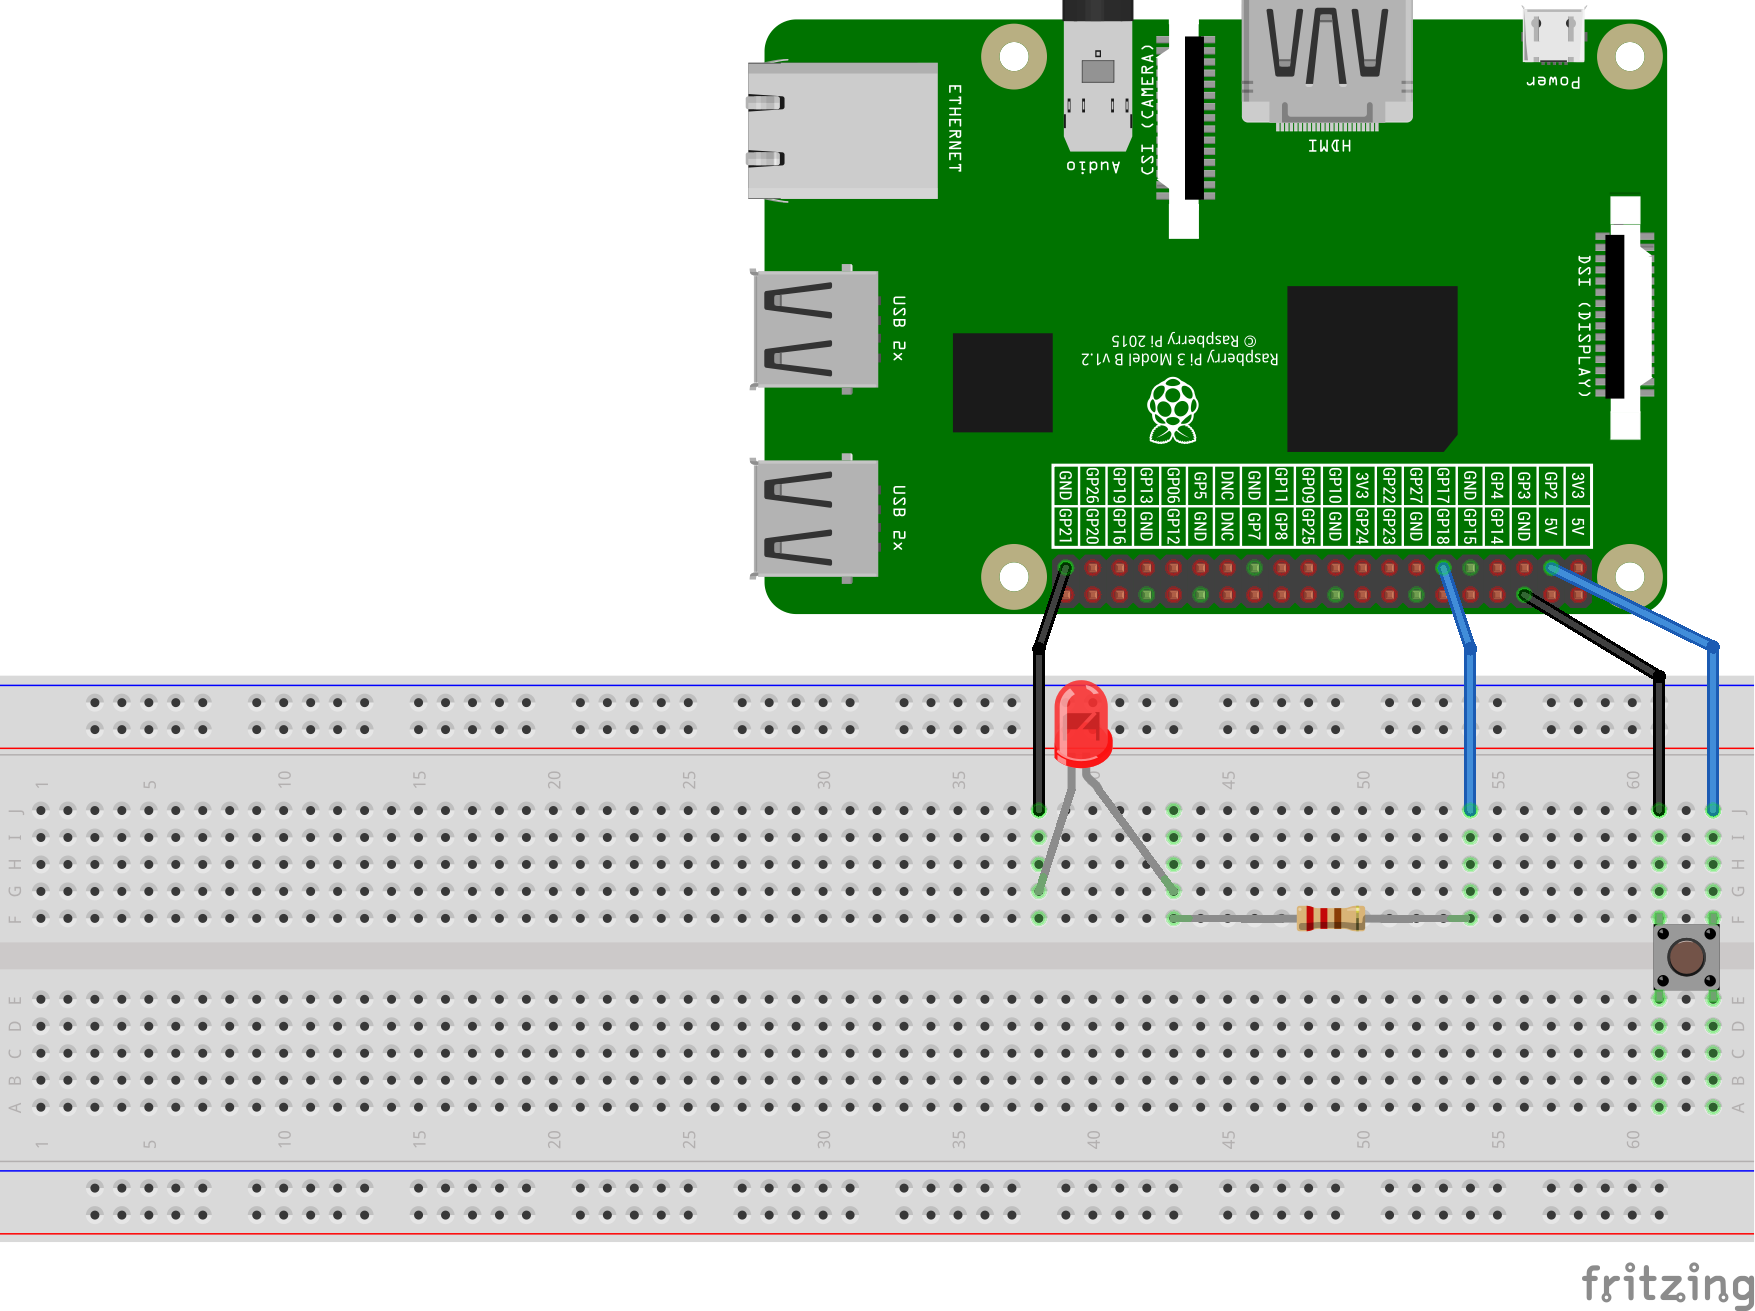 ETHERNET
Audio
CSI (CAMERA)
HDMI
Power
USB 2x
DSI (DISPLAY)
© Raspberry Pi 2015
Raspberry Pi 3 Model B v1.2
USB 2x
GND GP26 GP19 GP13 GP06 GP5 DNC GND GP11 GP09 GP10 3V3 GP22 GP27 GP17 GND GP4 GP3 GP2 3V3
GP21 GP20 GP16 GND GP12 GND DNC GP7 GP8 GP25 GND GP24 GP23 GND GP18 GP15 GP14 GND 5V 5V
1 5 10 15 20 25 30 35 40 45 50 55 60
J J
I I
H H
G G
F F
E E
D D
C C
B B
A A
1 5 10 15 20 25 30 35 40 45 50 55 60
fritzing